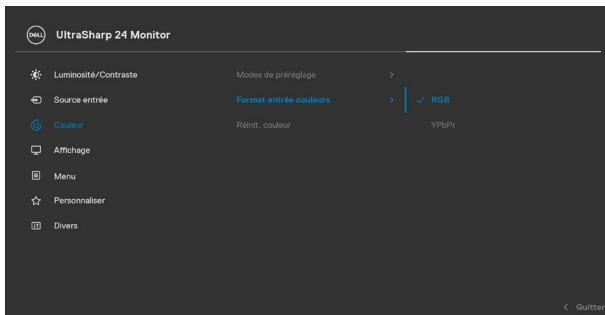 DELL UltraSharp 24 Monitor
Luminosité/Contraste
Modes de préréglage
Source entrée
Format entrée couleurs
RGB
Couleur
Réinit. couleur
YPbPr
Affichage
Menu
Personnaliser
Divers
Quitter